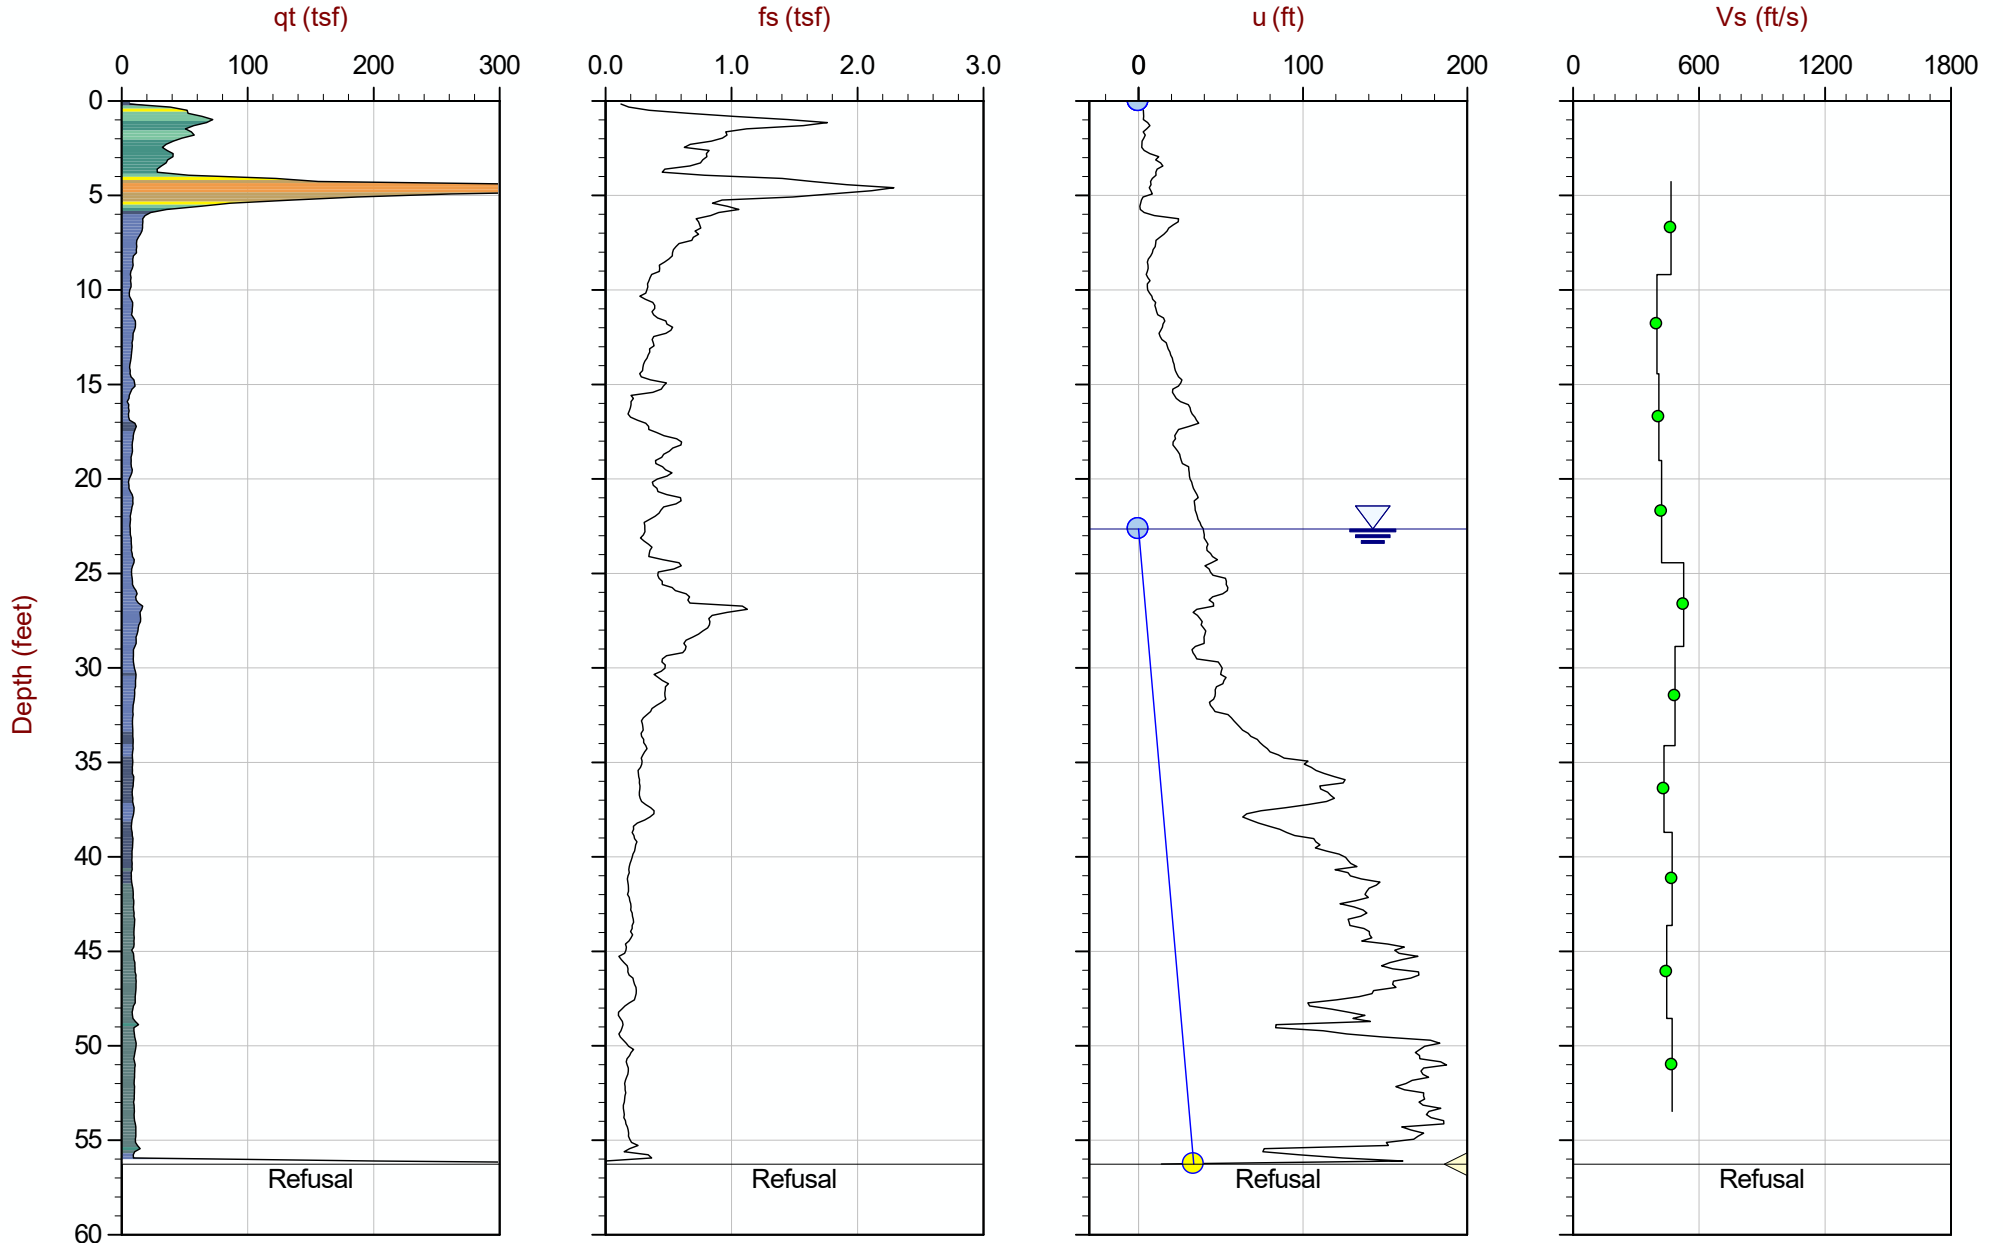 qt (tsf)
fs (tsf)
u (ft)
Vs (ft/s)
0 100 200 300
0.0 1.0 2.0 3.0
0 100 200
0 600 1200 1800
0
5
10
15
20
25
30
35
40
45
50
55
60
Depth (feet)
Refusal
Refusal
Refusal
Refusal